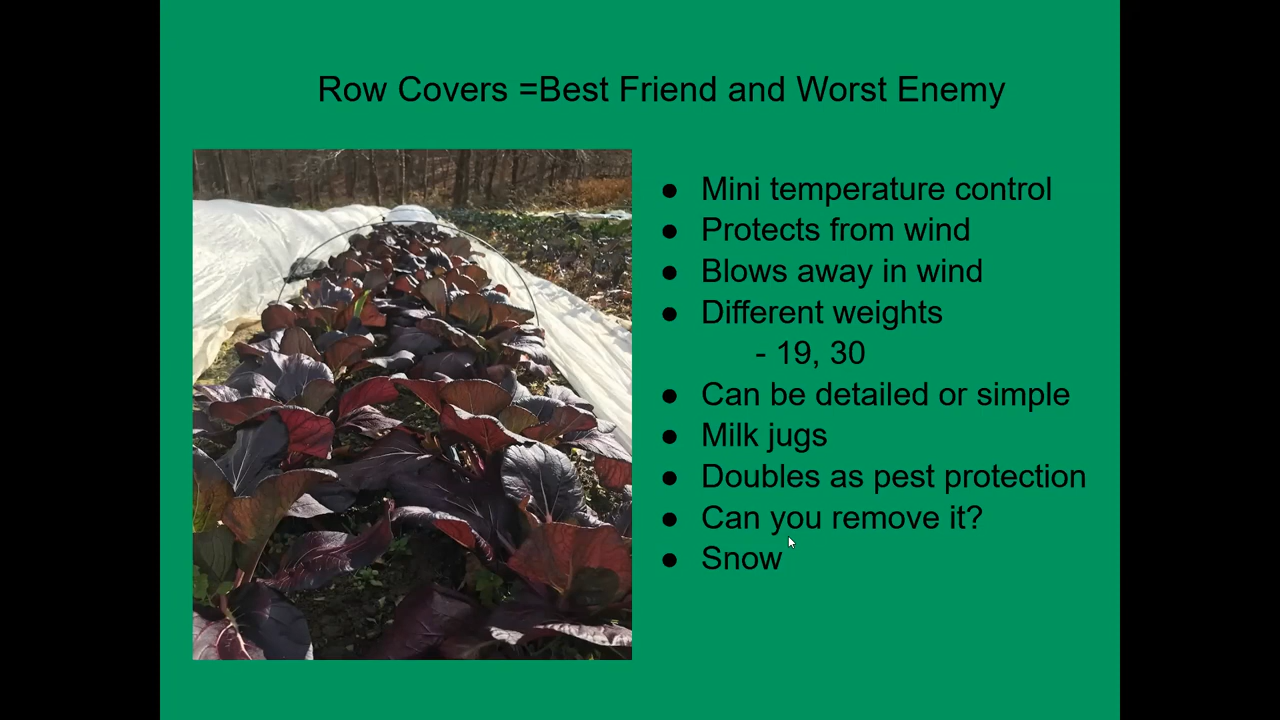 Row Covers =Best Friend and Worst Enemy
● Mini temperature control
● Protects from wind
● Blows away in wind
● Different weights
- 19, 30
● Can be detailed or simple
● Milk jugs
● Doubles as pest protection
● Can you remove it?
● Snow